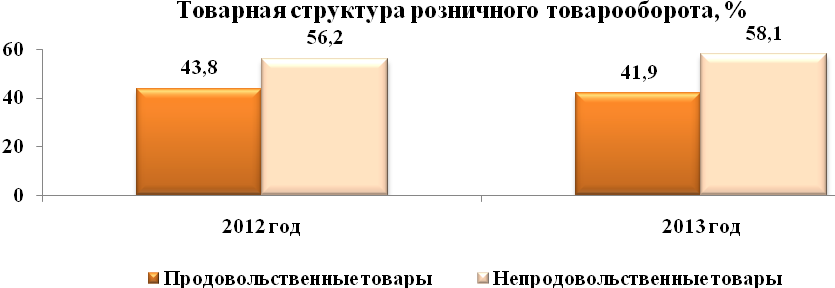 Товарная структура розничного товарооборота, %
56,2
58,1
43,8
41,9
60
40
20
0
2012 год
2013 год
Продовольственные товары
Непродовольственные товары